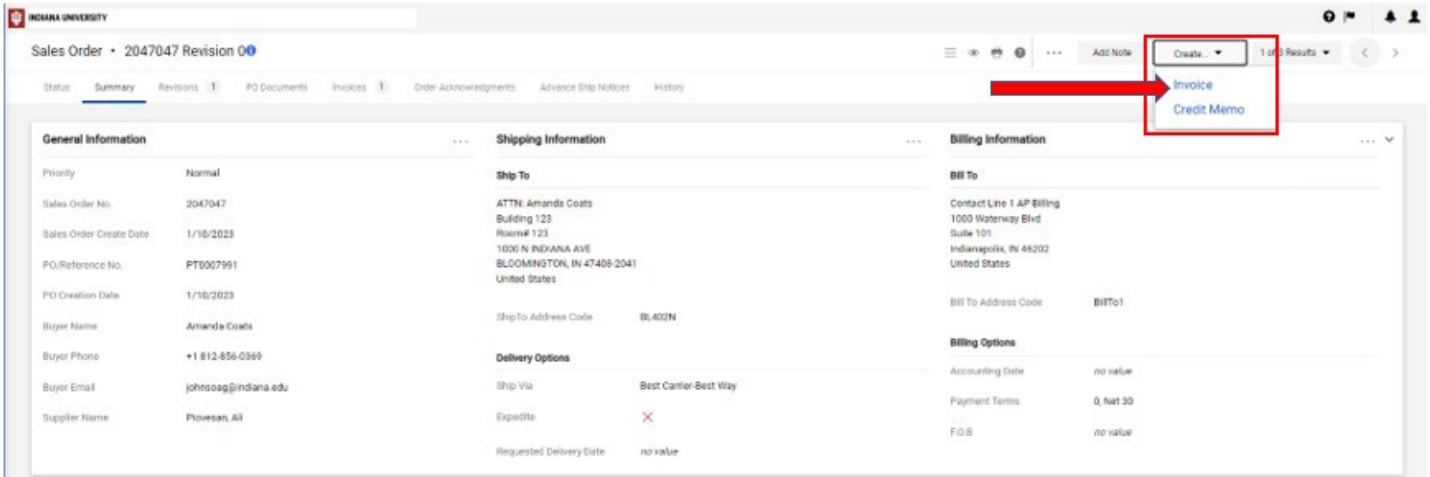 INDIANA UNIVERSITY
Sales Order • 2047047 Revision 0
Add Note
Create...
1 of 3 Results
Invoice
Credit Memo
Status Summary Revisions 1 PO Documents Invoices 1 Order Acknowledgments Advance Ship Notices History
General Information
Priority Normal
Sales Order No. 2047047
Sales Order Create Date 1/10/2023
PO/Reference No. PT0007991
PO Creation Date 1/10/2023
Buyer Name Amanda Coats
Buyer Phone +1 812-856-0369
Buyer Email johnsoag@indiana.edu
Supplier Name Piovesan, Ali
Shipping Information
Ship To
ATTN: Amanda Coats
Building 123
Room# 123
1000 N INDIANA AVE
BLOOMINGTON, IN 47408-2041
United States
ShipTo Address Code BL402N
Delivery Options
Ship Via Best Carrier-Best Way
Expedite
Requested Delivery Date no value
Billing Information
Bill To
Contact Line 1 AP Billing
1000 Waterway Blvd
Suite 101
Indianapolis, IN 46202
United States
Bill To Address Code BillTo1
Billing Options
Accounting Date no value
Payment Terms 0, Net 30
F.O.B no value